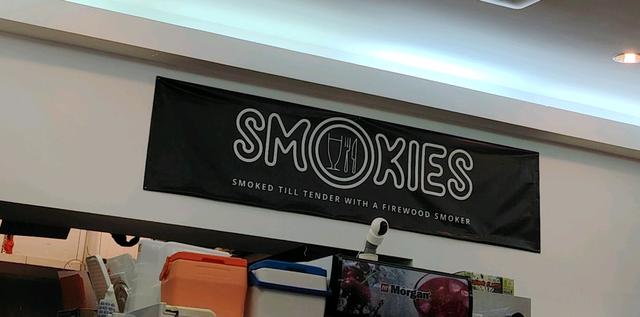 SMOKIES
SMOKED TILL TENDER WITH A FIREWOOD SMOKER
Morgan